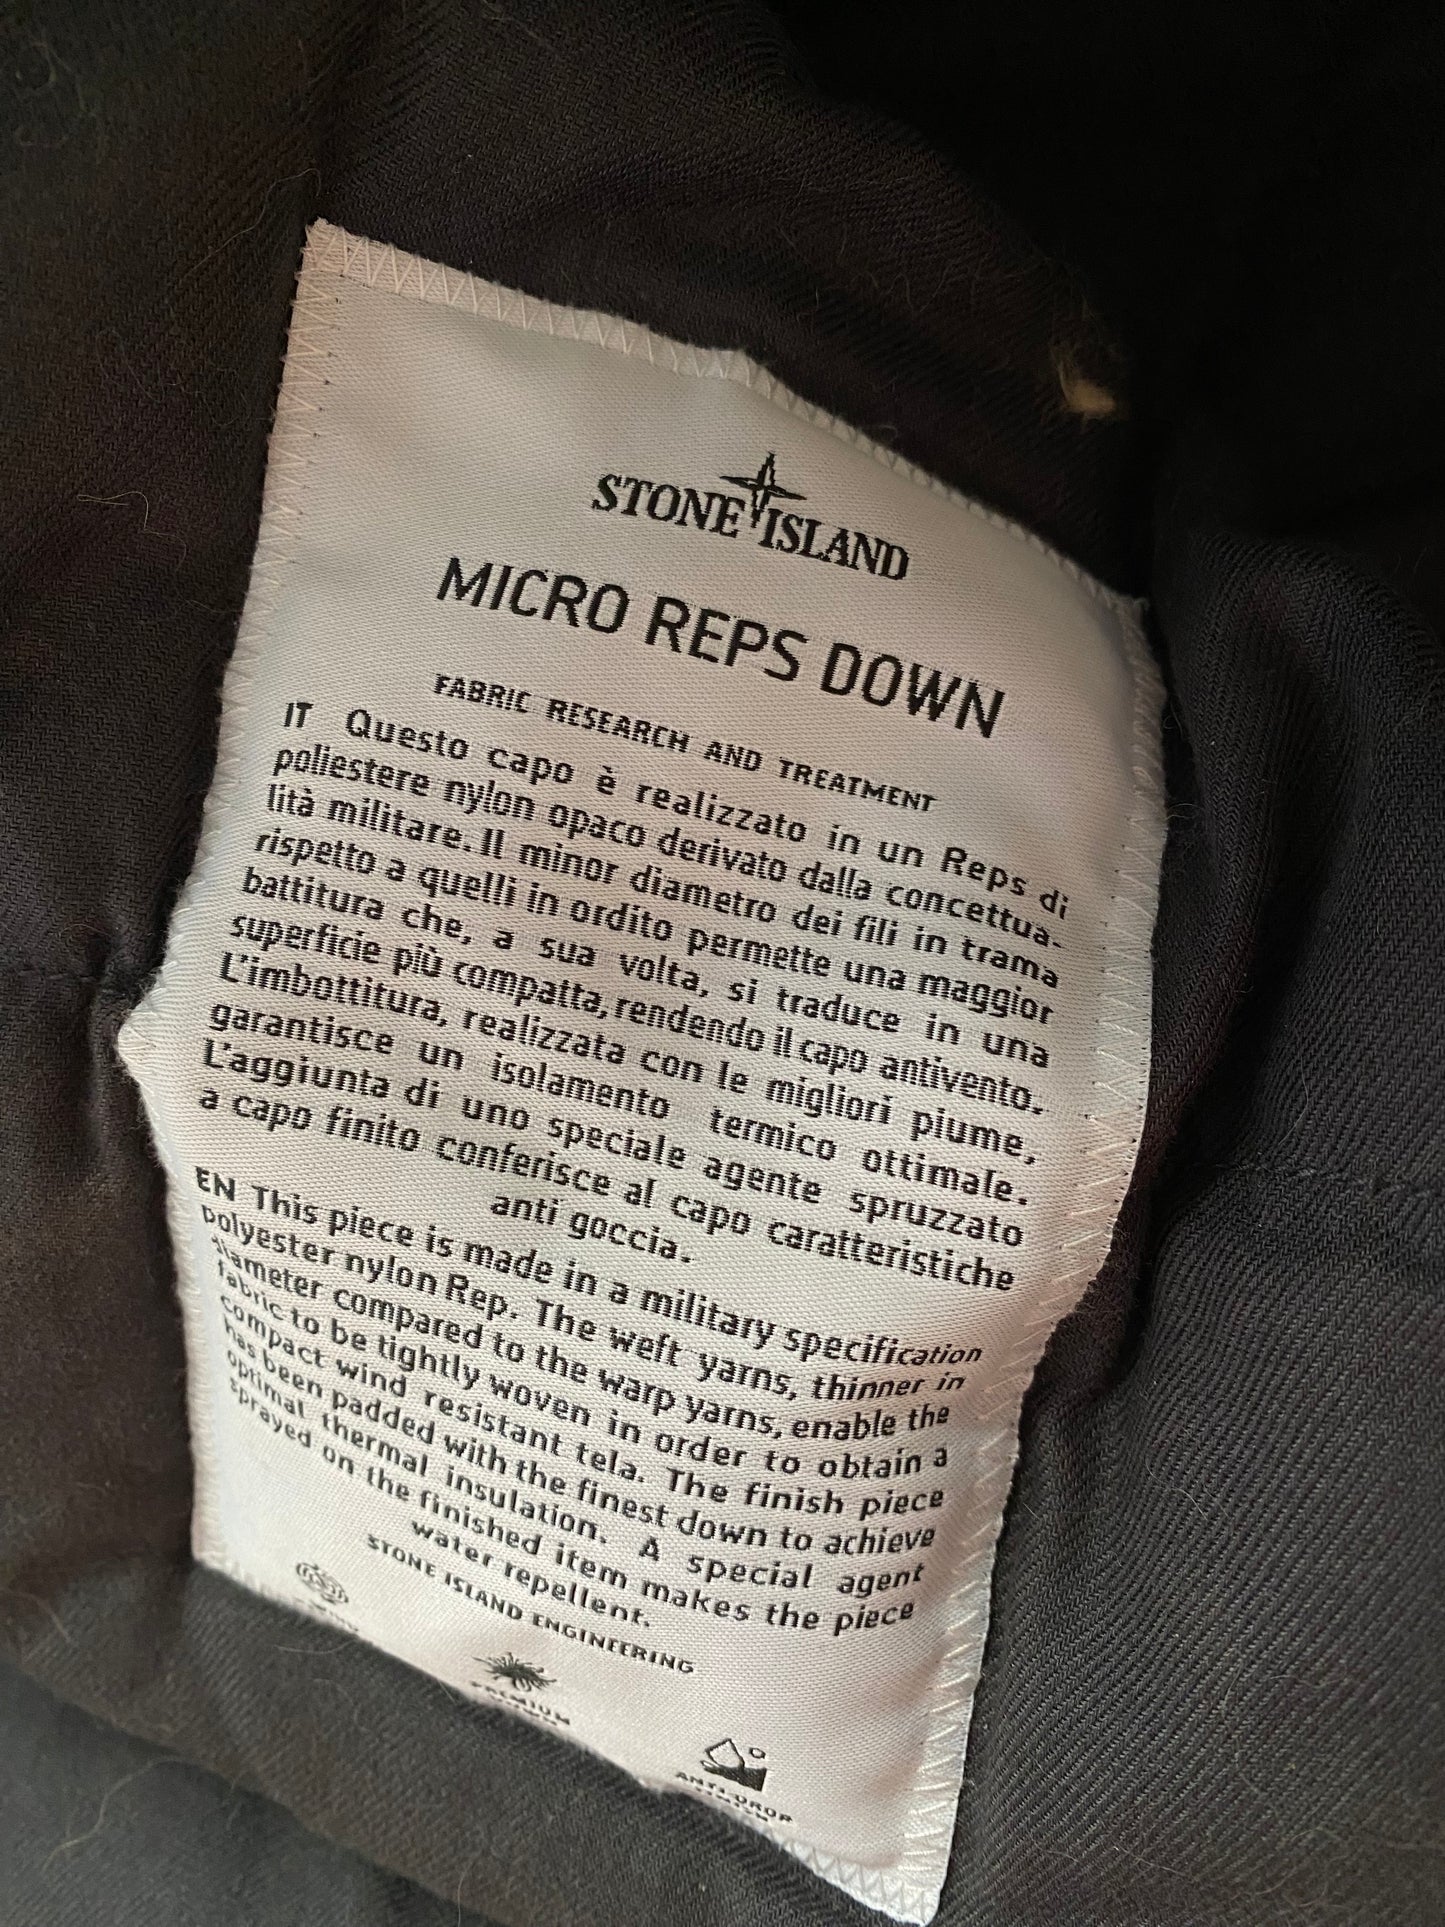 STONE ISLAND
MICRO REPS DOWN
FABRIC RESEARCH AND TREATMENT
IT Questo capo è realizzato in un Reps di
poliestere nylon opaco derivato dalla concettua-
lità militare. Il minor diametro dei fili in trama
rispetto a quelli in ordito permette una maggior
battitura che, a sua volta, si traduce in una
superficie più compatta, rendendo il capo antivento.
L'imbottitura, realizzata con le migliori piume,
garantisce un isolamento termico ottimale.
L'aggiunta di uno speciale agente spruzzato
a capo finito conferisce al capo caratteristiche
anti goccia.
EN This piece is made in a military specification
polyester nylon Rep. The weft yarns, thinner in
diameter compared to the warp yarns, enable the
fabric to be tightly woven in order to obtain a
compact wind resistant tela. The finish piece
has been padded with the finest down to achieve
optimal thermal insulation. A special agent
sprayed on the finished item makes the piece
water repellent.
STONE ISLAND ENGINEERING
PREMIUM
ANTI-DROP